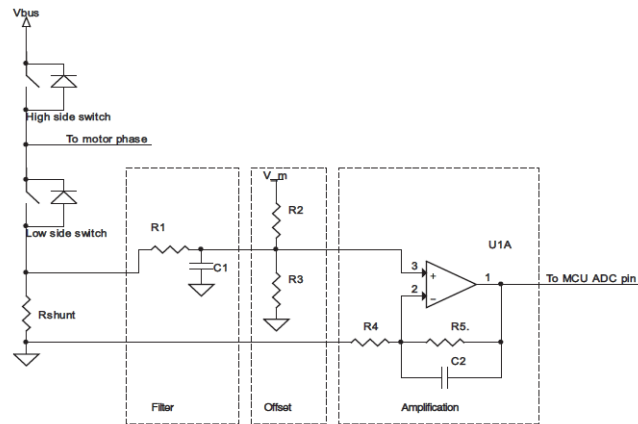 Vbus
High side switch
To motor phase
Low side switch
Rshunt
R1
C1
V_m
R2
R3
U1A
3
+
2
–
1
To MCU ADC pin
R4
R5.
C2
Filter
Offset
Amplification